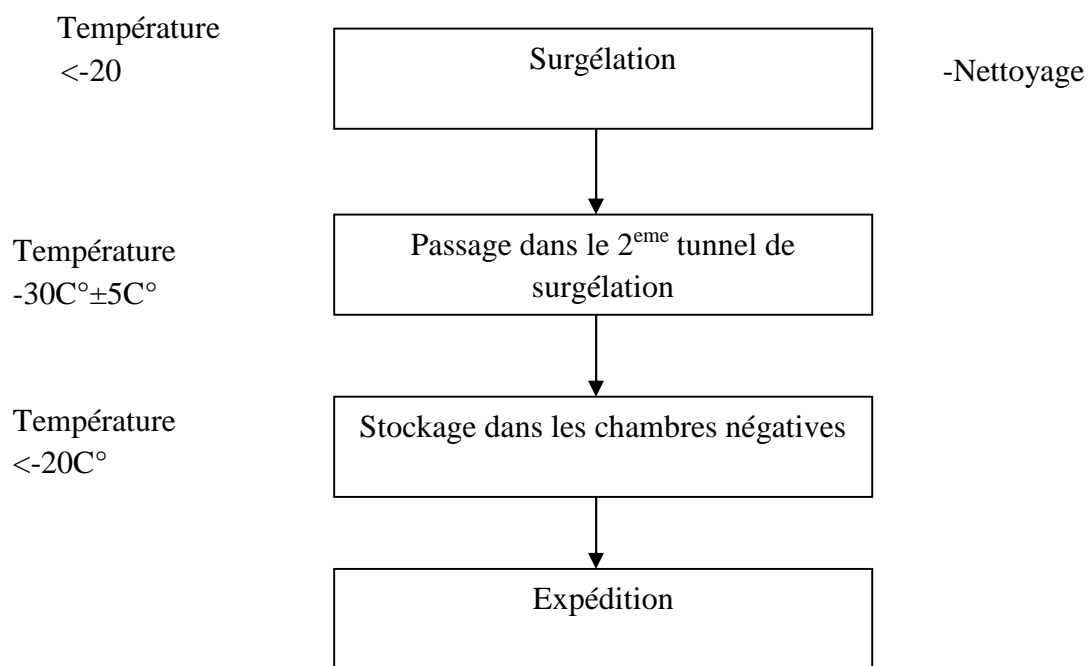 Température
<-20
Surgélation
-Nettoyage
Température
-30C°±5C°
Passage dans le 2eme tunnel de
surgélation
Température
<-20C°
Stockage dans les chambres négatives
Expédition